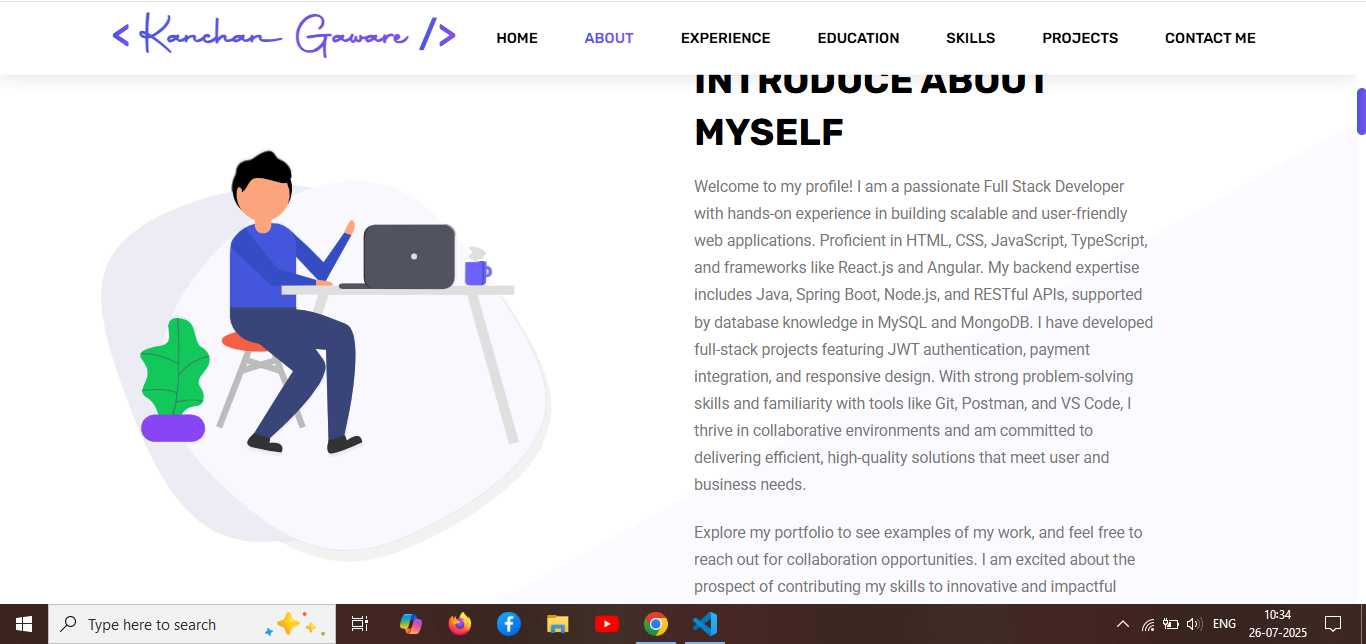 < Kanchan Gaware />
HOME
ABOUT
EXPERIENCE
EDUCATION
SKILLS
PROJECTS
CONTACT ME
INTRODUCE ABOUT
MYSELF
Welcome to my profile! I am a passionate Full Stack Developer
with hands-on experience in building scalable and user-friendly
web applications. Proficient in HTML, CSS, JavaScript, TypeScript,
and frameworks like React.js and Angular. My backend expertise
includes Java, Spring Boot, Node.js, and RESTful APIs, supported
by database knowledge in MySQL and MongoDB. I have developed
full-stack projects featuring JWT authentication, payment
integration, and responsive design. With strong problem-solving
skills and familiarity with tools like Git, Postman, and VS Code, I
thrive in collaborative environments and am committed to
delivering efficient, high-quality solutions that meet user and
business needs.
Explore my portfolio to see examples of my work, and feel free to
reach out for collaboration opportunities. I am excited about the
prospect of contributing my skills to innovative and impactful
Type here to search
ENG
10:34
26-07-2025